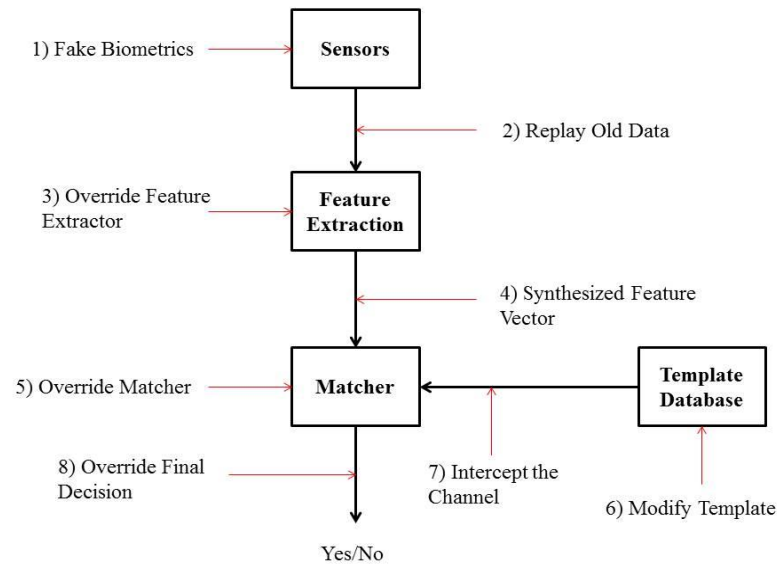 1) Fake Biometrics
Sensors
2) Replay Old Data
3) Override Feature
Extractor
Feature
Extraction
4) Synthesized Feature
Vector
5) Override Matcher
Matcher
Template
Database
8) Override Final
Decision
7) Intercept the
Channel
6) Modify Template
Yes/No